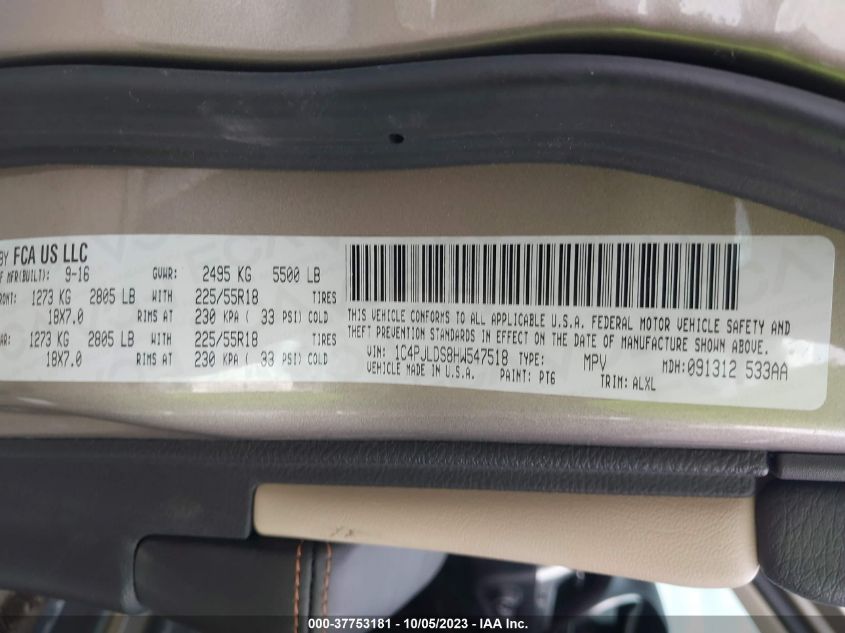 BY FCA US LLC
F MFR(BUILT): 9-16 GVWR: 2495 KG 5500 LB
RONT: 1273 KG 2805 LB WITH 225/55R18 TIRES
18X7.0 RIMS AT 230 KPA ( 33 PSI) COLD
AR: 1273 KG 2805 LB WITH 225/55R18 TIRES
18X7.0 RIMS AT 230 KPA ( 33 PSI) COLD
THIS VEHICLE CONFORMS TO ALL APPLICABLE U.S.A. FEDERAL MOTOR VEHICLE SAFETY AND
THEFT PREVENTION STANDARDS IN EFFECT ON THE DATE OF MANUFACTURE SHOWN ABOVE.
VIN: 1C4PJLDS8HW547518 TYPE: MPV MDH: 091312 533AA
VEHICLE MADE IN U.S.A. PAINT: PT6 TRIM: ALXL
000-37753181 - 10/05/2023 - IAA Inc.